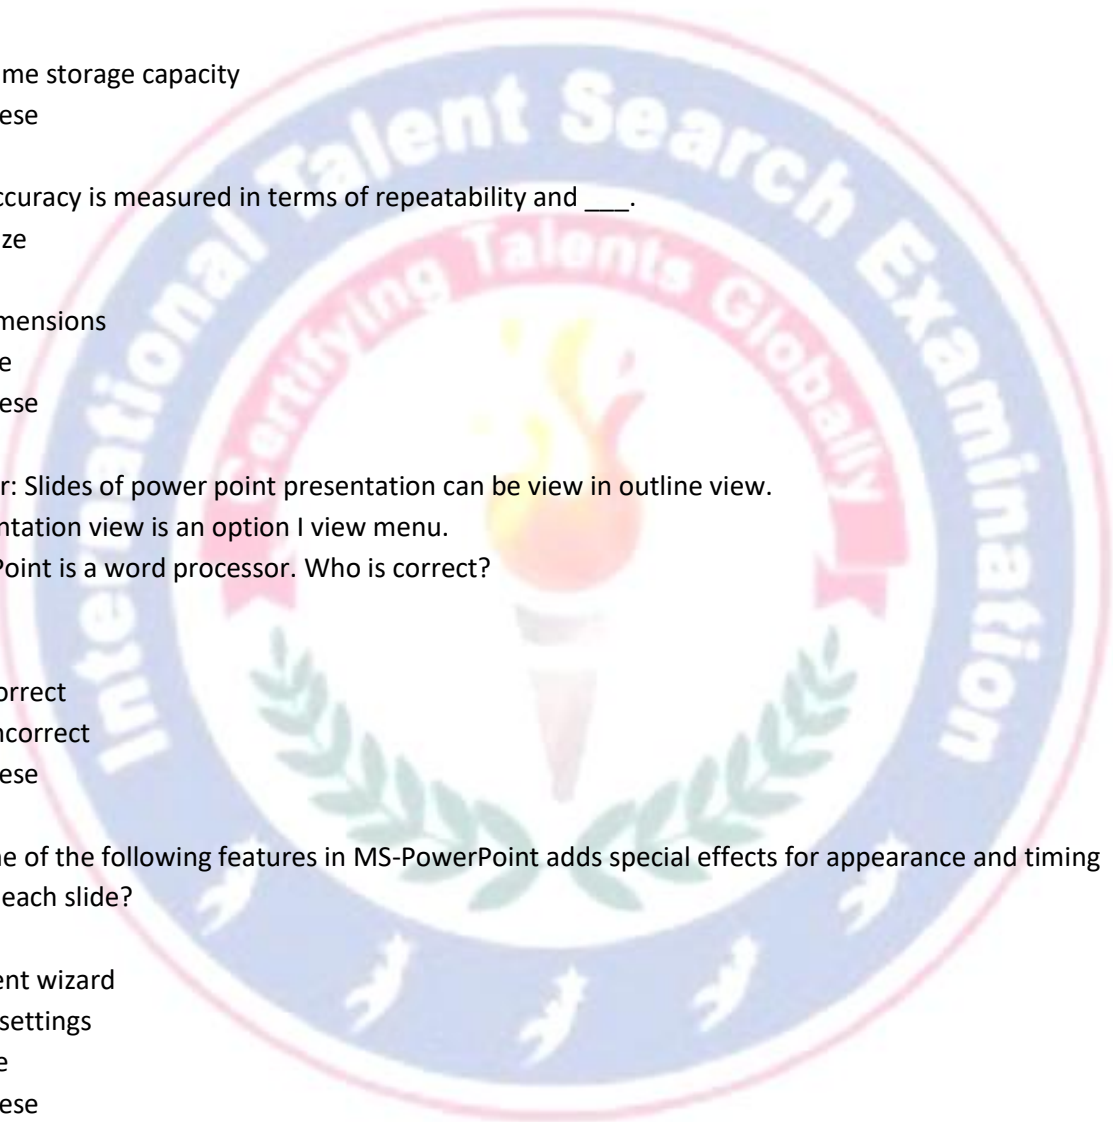 me storage capacity
ese
ccuracy is measured in terms of repeatability and ___.
ze
mensions
e
ese
r: Slides of power point presentation can be view in outline view.
ntation view is an option I view menu.
Point is a word processor. Who is correct?
orrect
ncorrect
ese
ne of the following features in MS-PowerPoint adds special effects for appearance and timing
each slide?
ent wizard
settings
e
ese
International Talent Search Examination
Certifying Talents Globally